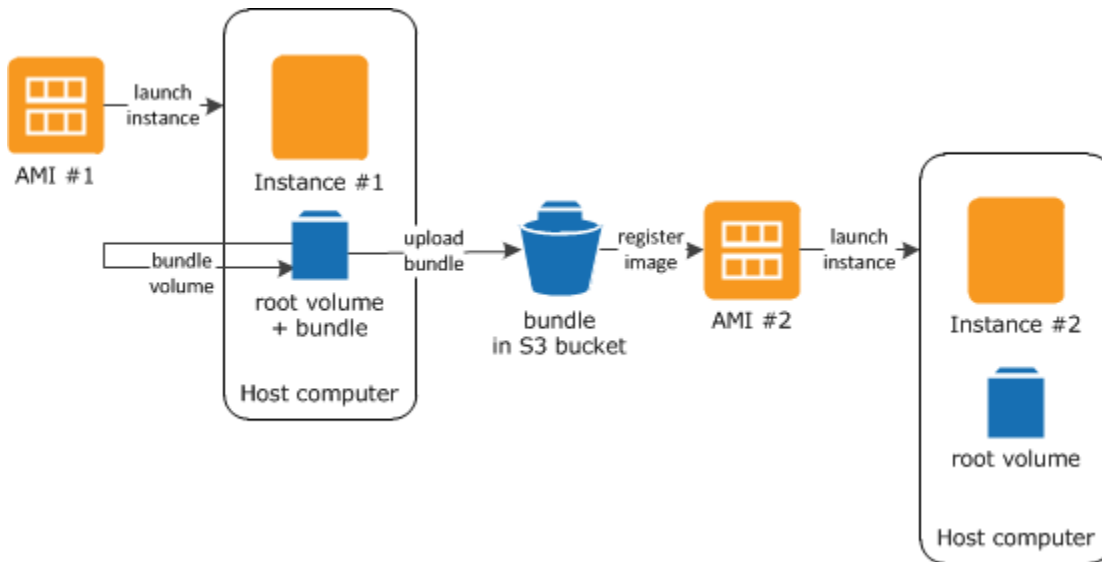 launch
instance
AMI #1
Instance #1
bundle
volume
root volume
+ bundle
Host computer
upload
bundle
bundle
in S3 bucket
register
image
AMI #2
launch
instance
Instance #2
root volume
Host computer